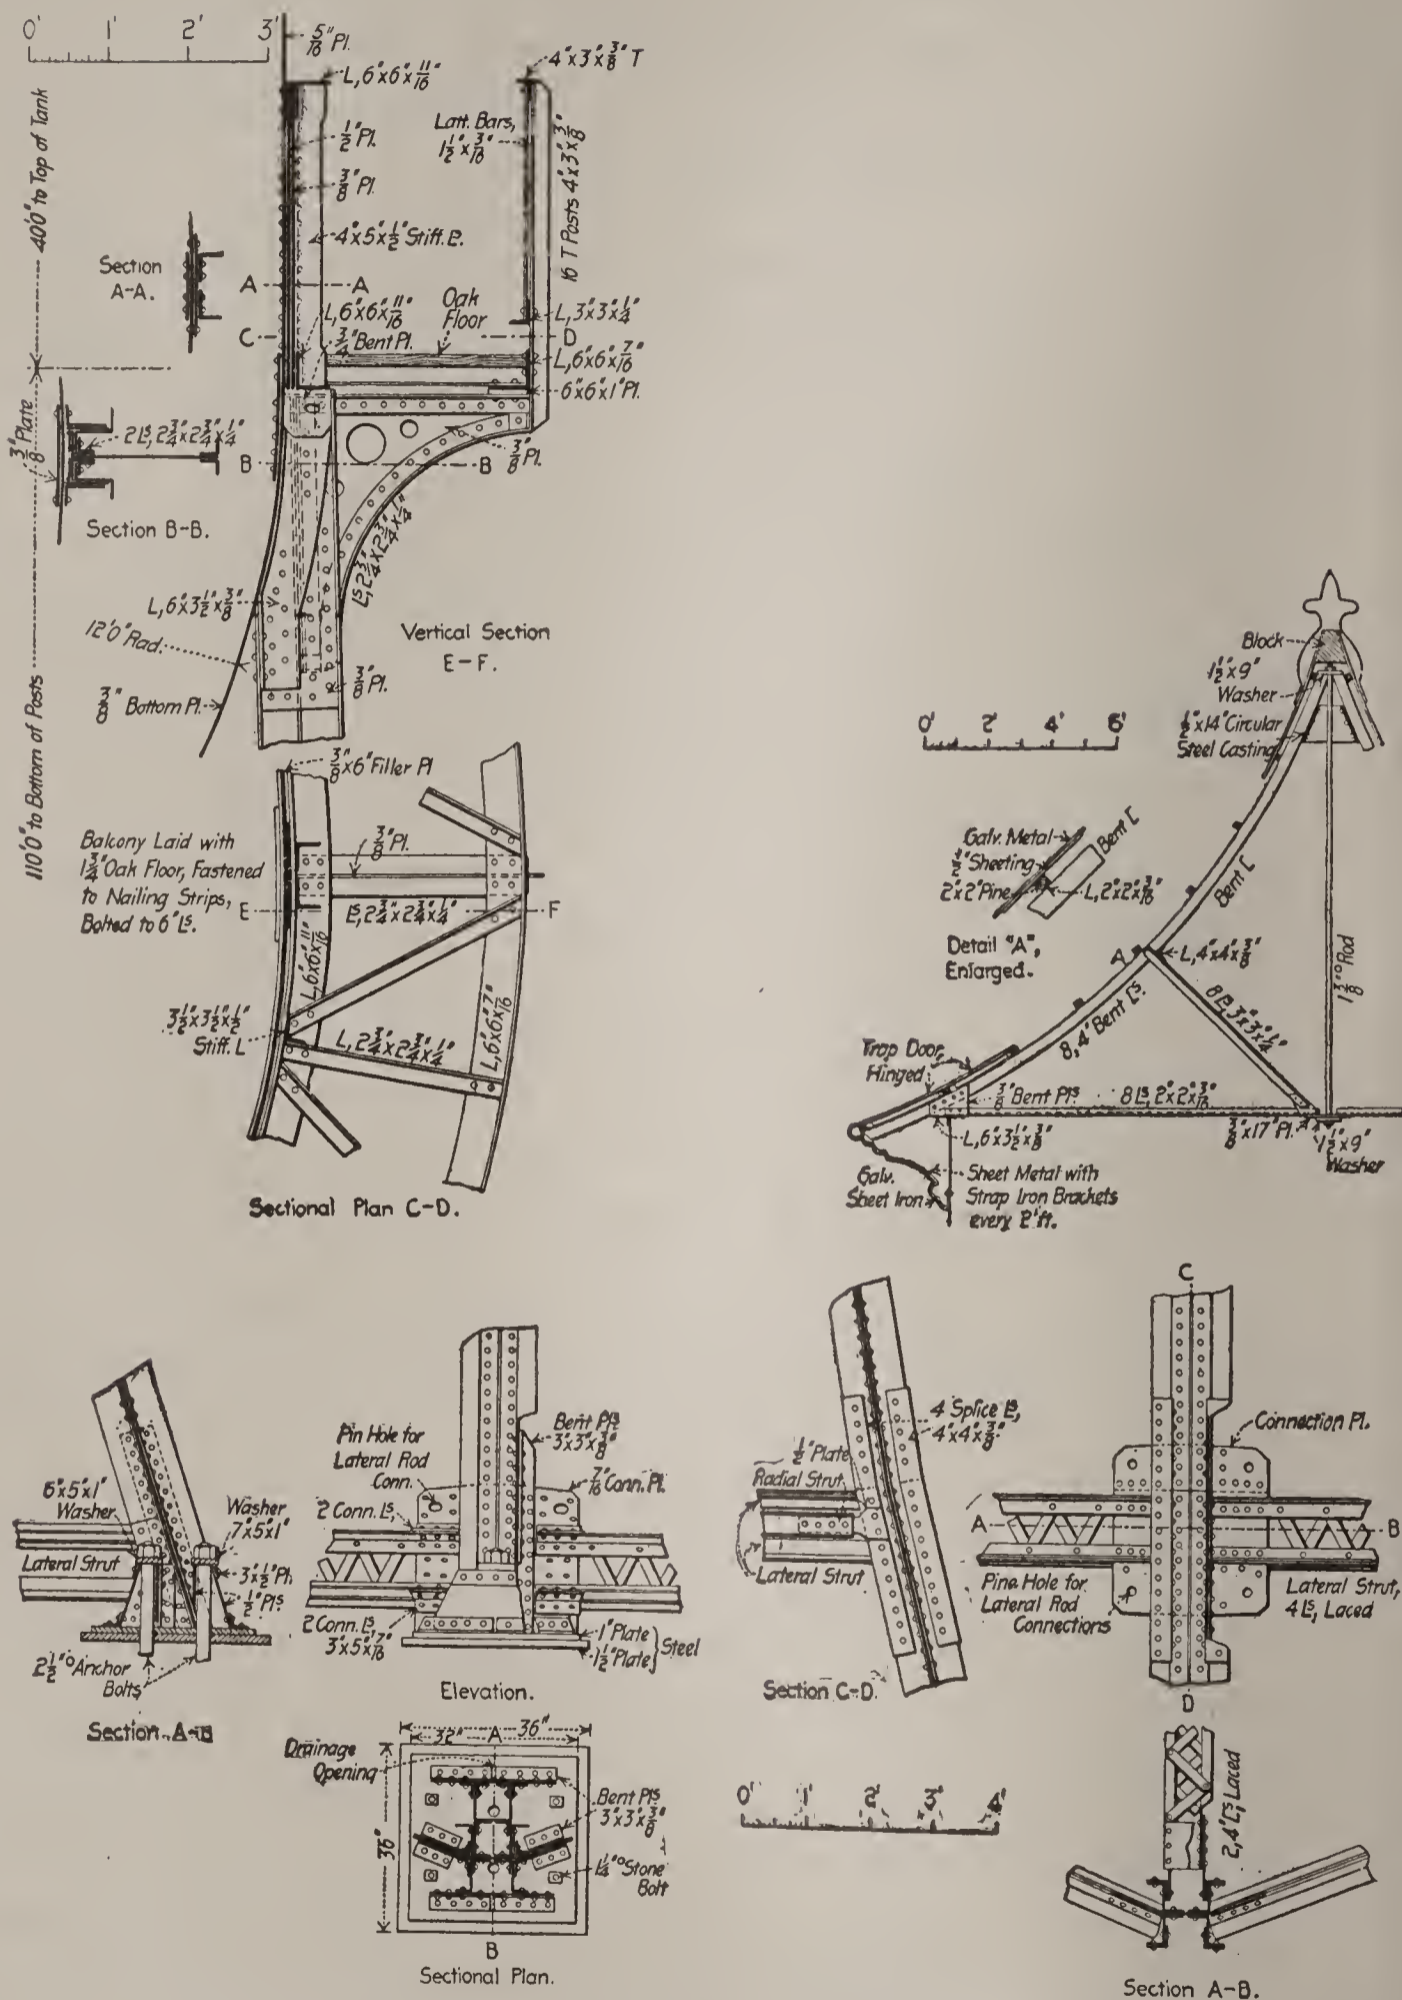 0' 1' 2' 3'
5/16" Pl.
L, 6"x6"x11/16"
4"x3"x3/8" T
1/2" Pl.
Latt. Bars,
1 1/2"x3/16"
3/8" Pl.
16 T Posts 4"x3"x3/8"
40'0" to Top of Tank
4"x5"x1/2" Stiff. Ls.
Section
A-A.
A A
L, 6"x6"x11/16"
Oak
Floor
L, 3"x3"x1/4"
C D
3/4" Bent Pl.
L, 6"x6"x7/16"
6"x6"x1" Pl.
3/8" Plate
2 Ls, 2 3/4"x2 3/4"x1/4"
3/8" Pl.
B B
Section B-B.
Ls 2 3/4"x2 3/4"x1/4"
L, 6"x3 1/2"x3/8"
12'0" Rad.
Vertical Section
E-F.
3/8" Pl.
3/8" Bottom Pl.
110'0" to Bottom of Posts
3/8"x6" Filler Pl
Balcony Laid with
1 3/4" Oak Floor, Fastened
to Nailing Strips,
Bolted to 6" Ls.
3/8" Pl.
E F
Ls, 2 3/4"x2 3/4"x1/4"
L, 6"x6"x11/16"
3 1/2"x3 1/2"x1/2"
Stiff. L
L, 2 3/4"x2 3/4"x1/4"
L, 6"x6"x7/16"
Sectional Plan C-D.
Block
1 1/2"x9"
Washer
1/2"x14" Circular
Steel Casting
0' 2' 4' 6'
Galv. Metal
1/2" Sheeting
2"x2" Pine
Bent [
L, 2"x2"x3/16"
Detail "A",
Enlarged.
Bent [
A
L, 4"x4"x3/8"
8 Ls, 3"x3"x1/4"
1 3/8"° Rod
8, 4" Bent [s.
Trap Door,
Hinged
3/8" Bent Pls.
8 Ls, 2"x2"x3/16"
L, 6"x3 1/2"x3/8"
3/8"x17" Pl.
1 1/2"x9"
Washer
Galv.
Sheet Iron
Sheet Metal with
Strap Iron Brackets
every 2 ft.
Pin Hole for
Lateral Rod
Conn.
Bent Pls
3"x3"x3/8"
7/16" Conn. Pl.
2 Conn. Ls,
6"x5"x1"
Washer
Washer
7"x5"x1"
Lateral Strut
3"x1/2" Pl.
1/2" Pls
2 Conn. Ls.
3"x5"x7/16"
1" Plate
1 1/2" Plate
Steel
2 1/2"° Anchor
Bolts
Elevation.
Section A-B
32" A 36"
Drainage
Opening
Bent Pls
3"x3"x3/8"
36"
1 1/4"° Stone
Bolt
B
Sectional Plan.
4 Splice Ls,
4"x4"x3/8"
1/2" Plate
Radial Strut.
Lateral Strut
Section C-D.
C
Connection Pl.
A B
Pine Hole for
Lateral Rod
Connections
Lateral Strut,
4 Ls, Laced
D
0' 1' 2' 3' 4'
2, 4" [s, Laced
Section A-B.